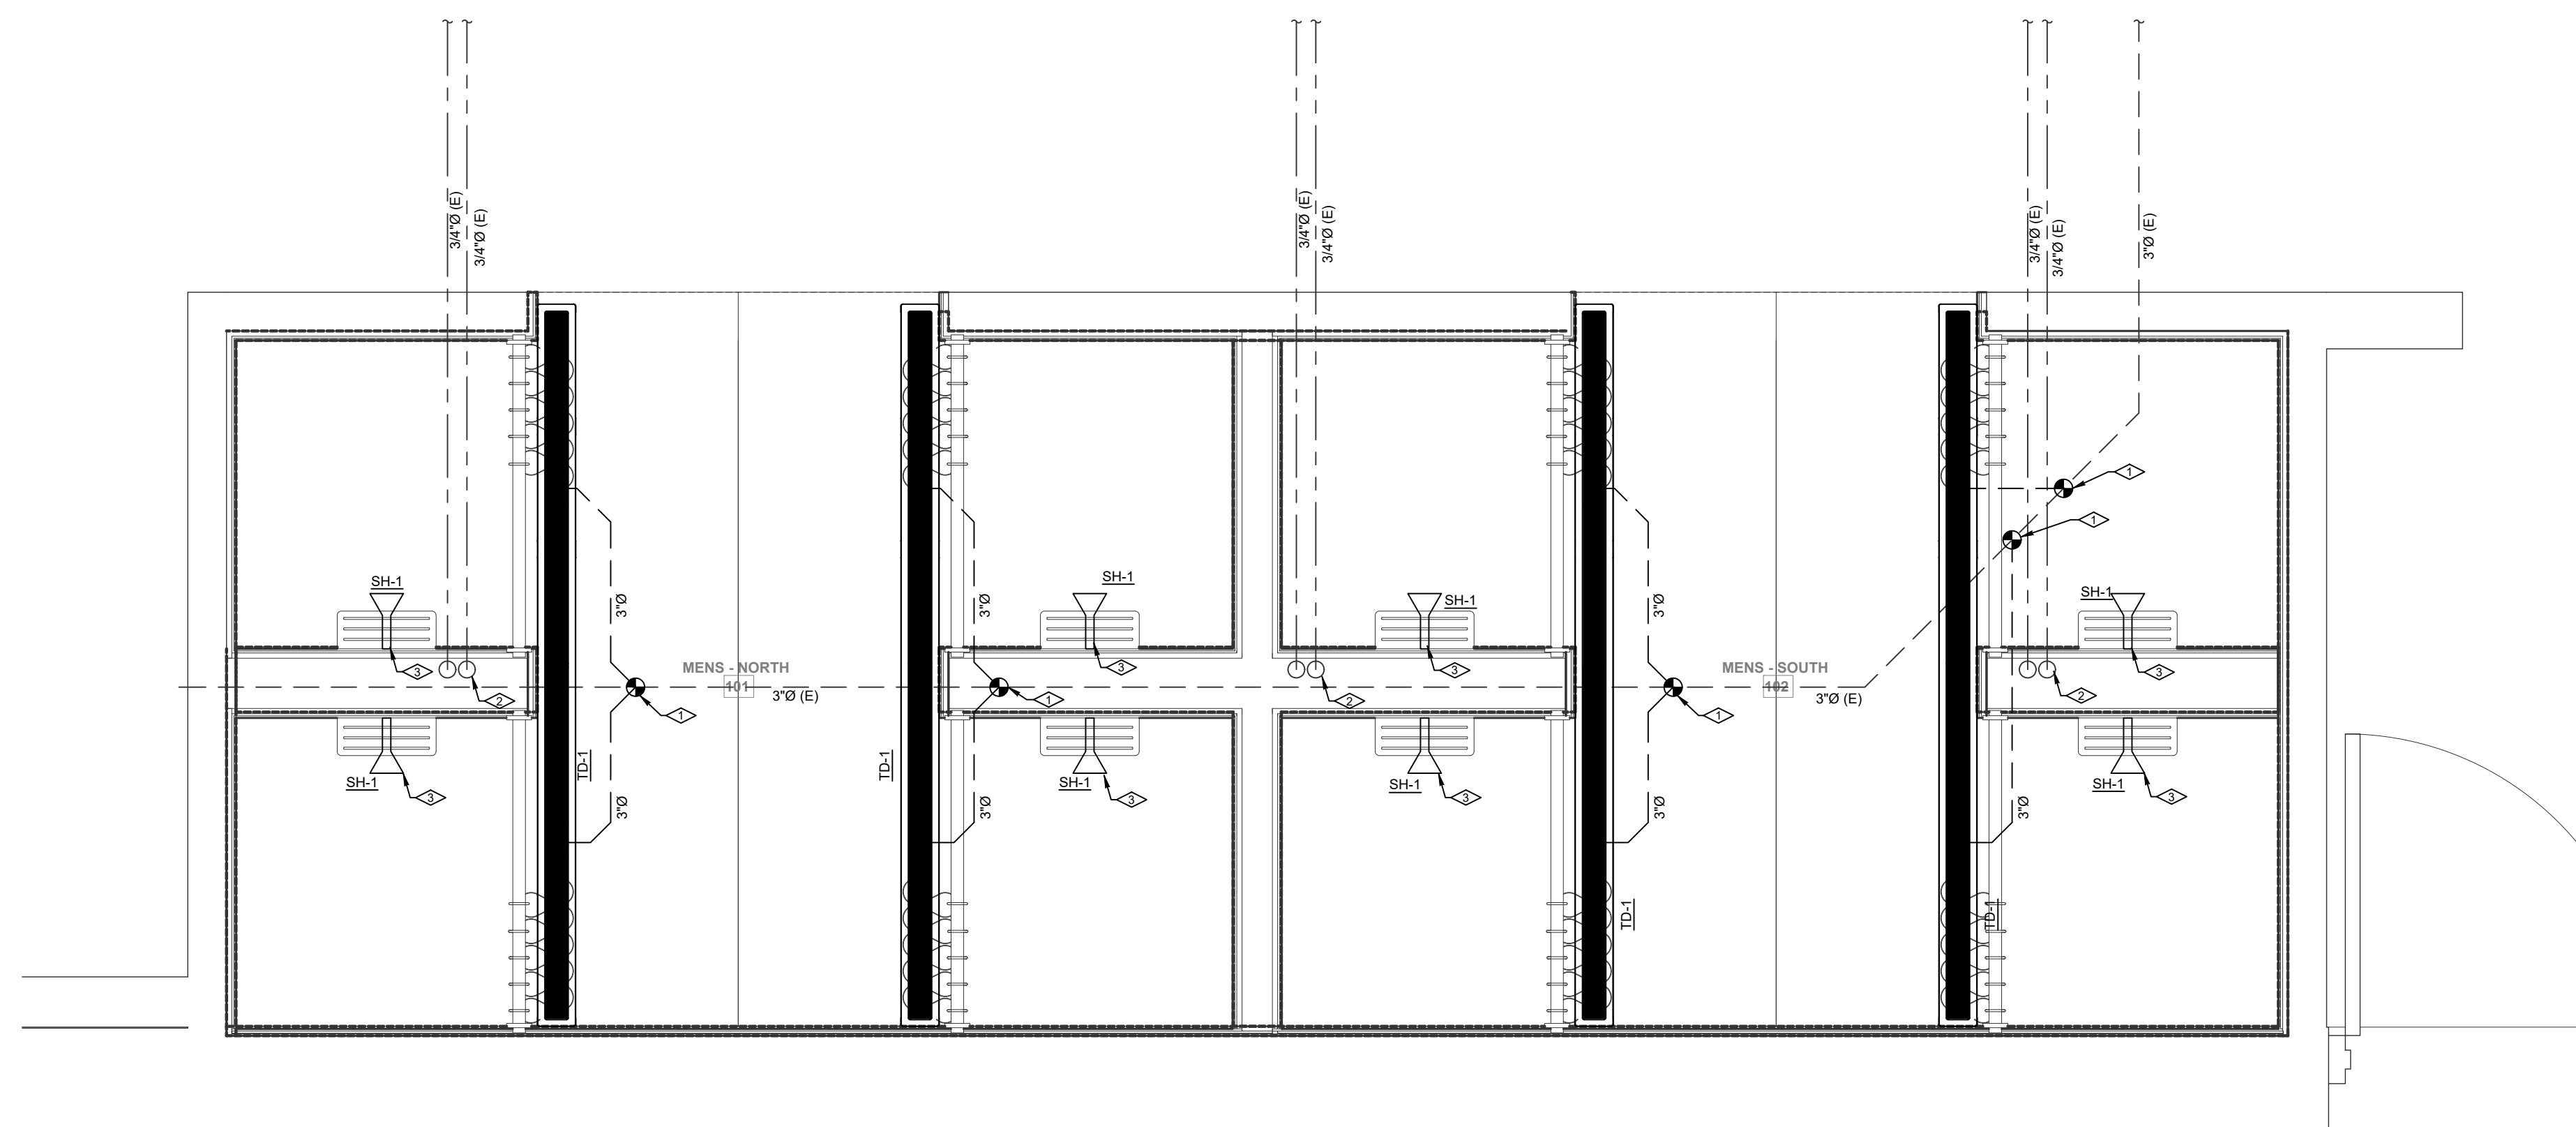 3/4"Ø (E)
3/4"Ø (E)
3/4"Ø (E)
3/4"Ø (E)
3/4"Ø (E)
3/4"Ø (E)
3"Ø (E)
1
1
SH-1
SH-1
SH-1
SH-1
3"Ø
3"Ø
3"Ø
3
3
3
3
MENS - NORTH
101
3"Ø (E)
MENS - SOUTH
102
3"Ø (E)
2
2
2
1
1
1
TD-1
TD-1
SH-1
SH-1
SH-1
SH-1
3
3
3
3
3"Ø
3"Ø
3"Ø
3"Ø
TD-1
TD-1